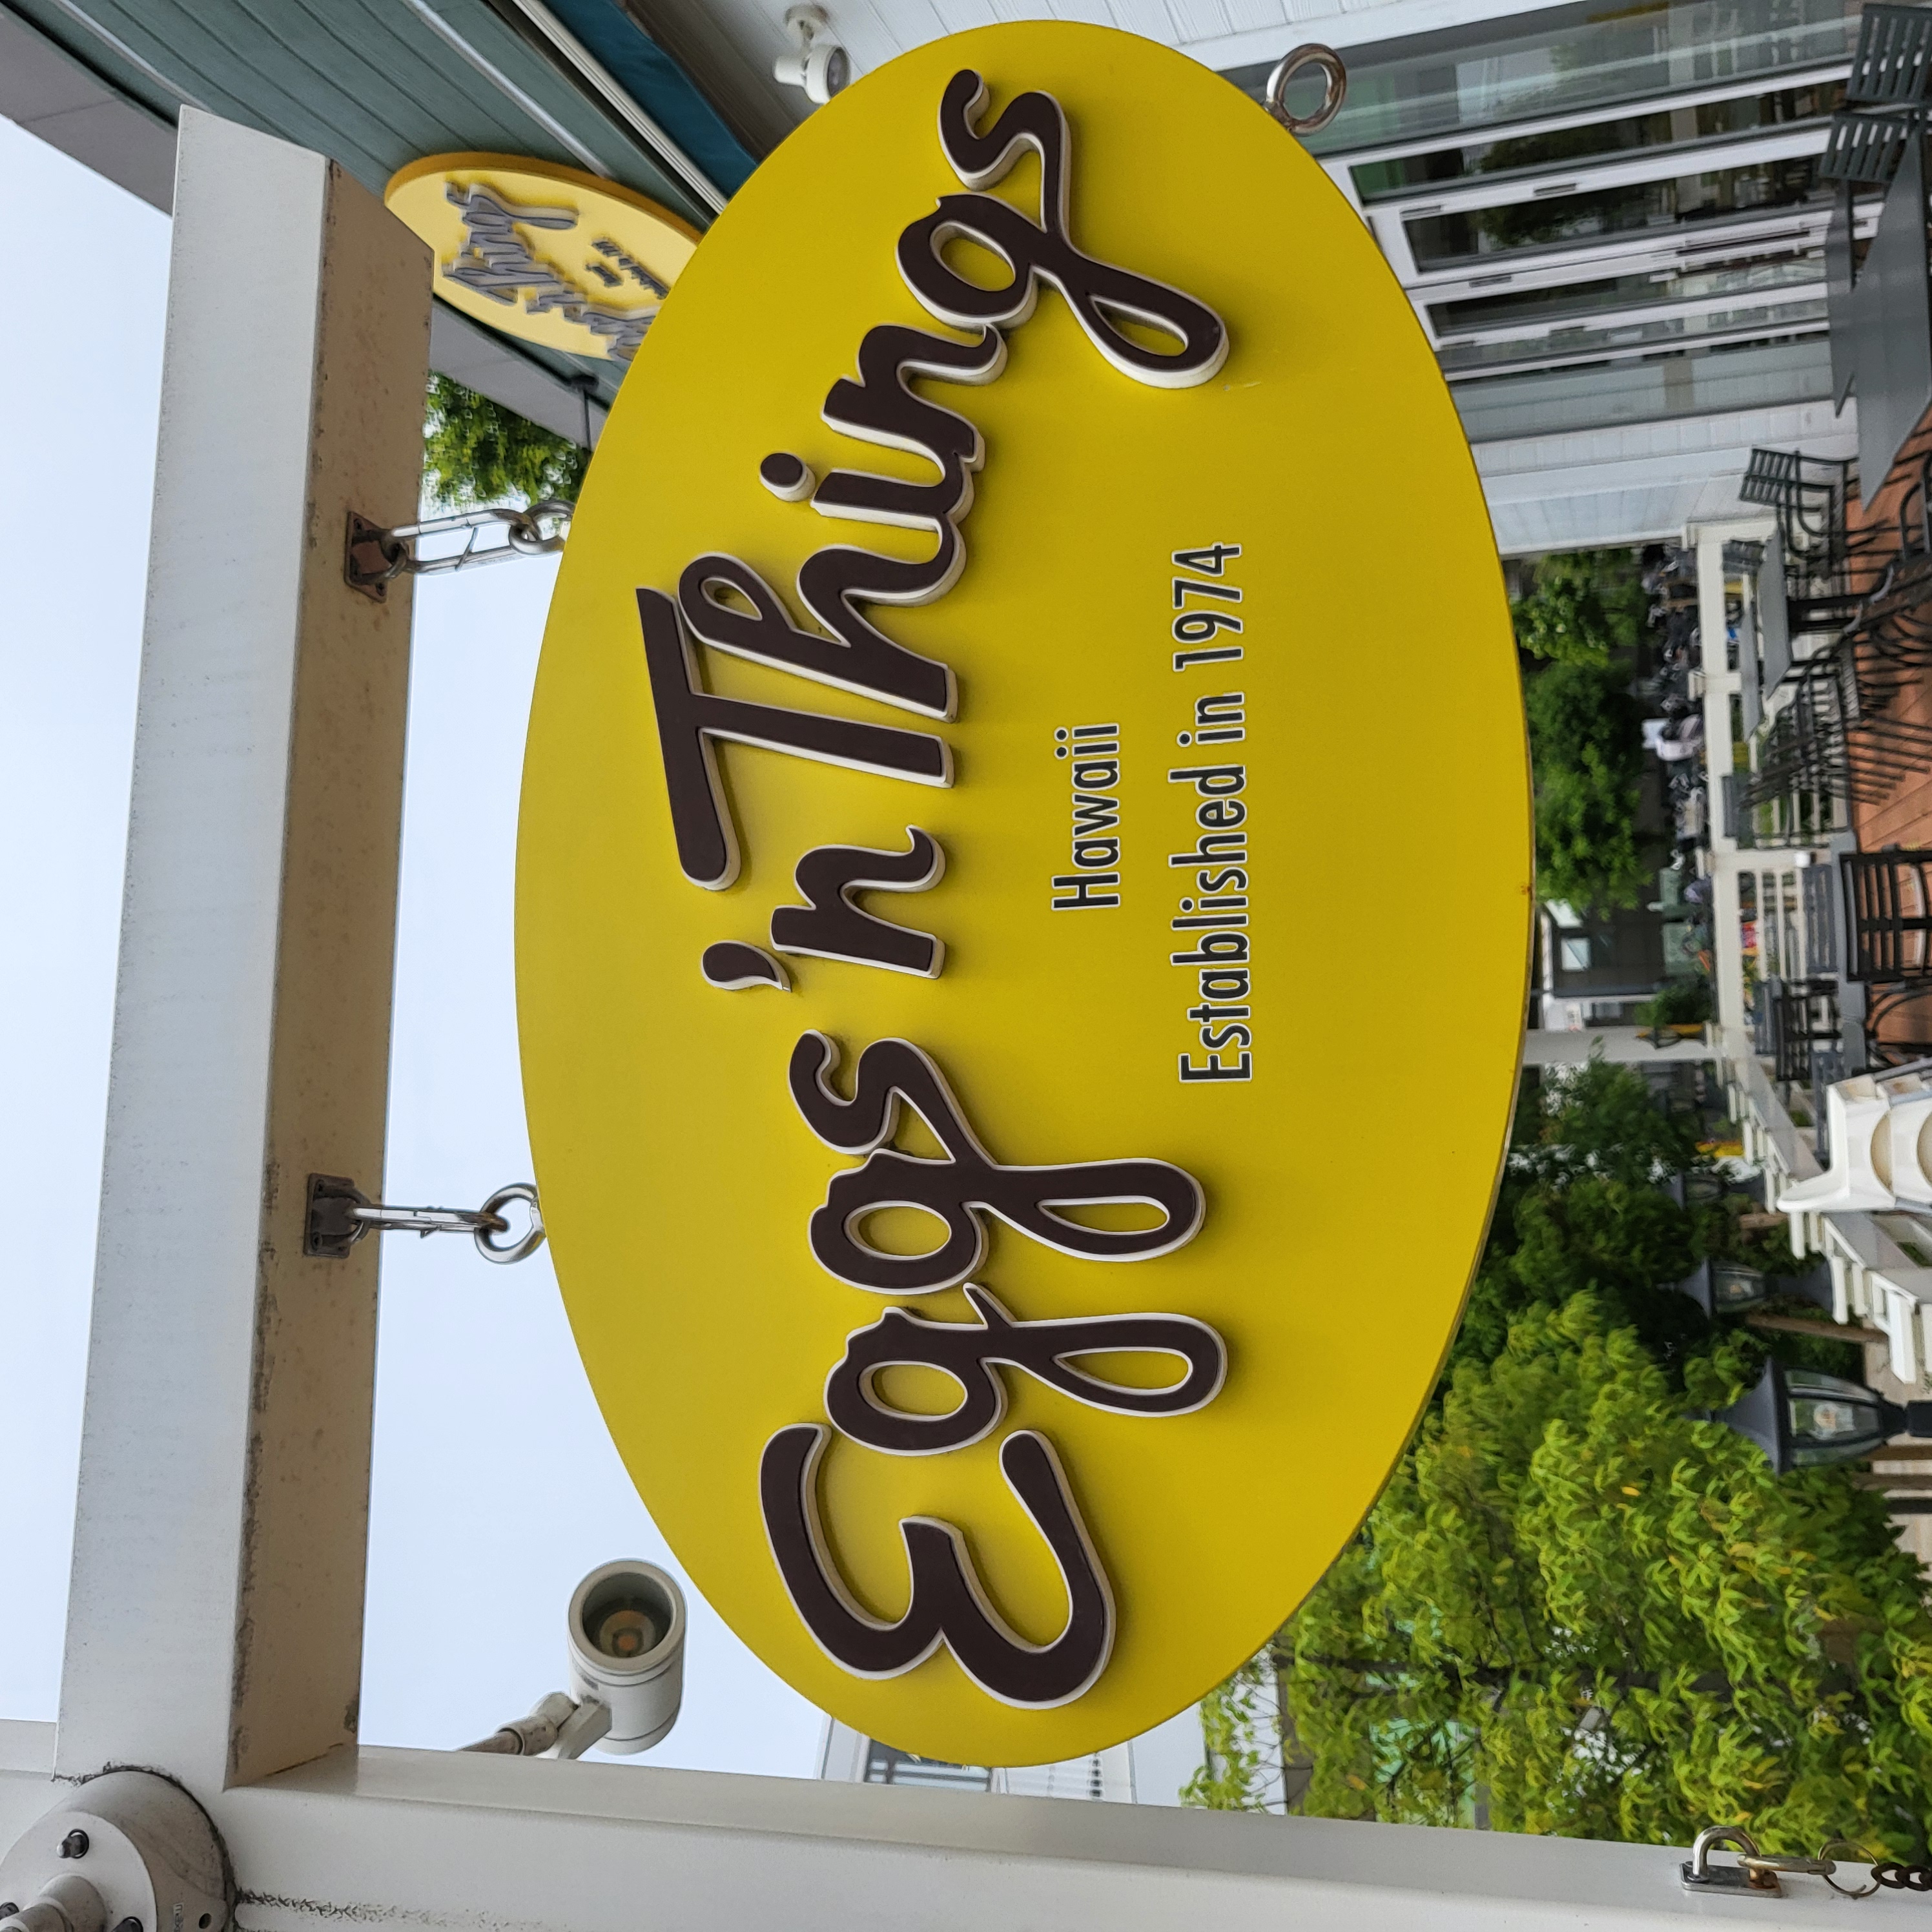 Eggs 'n Things
Hawaii
Established in 1974